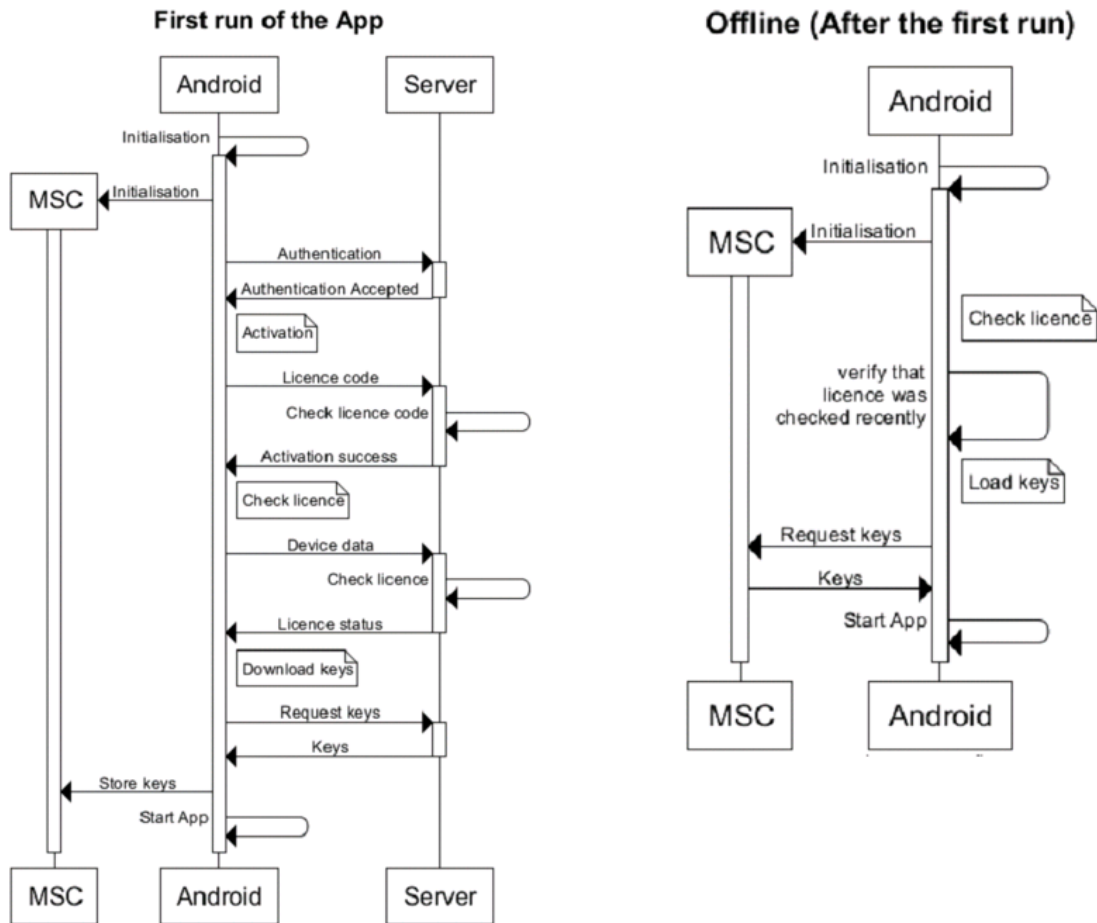 First run of the App
Android
Server
Initialisation
MSC
Initialisation
Authentication
Authentication Accepted
Activation
Licence code
Check licence code
Activation success
Check licence
Device data
Check licence
Licence status
Download keys
Request keys
Keys
Store keys
Start App
MSC
Android
Server
Offline (After the first run)
Android
Initialisation
MSC
Initialisation
Check licence
verify that
licence was
checked recently
Load keys
Request keys
Keys
Start App
MSC
Android